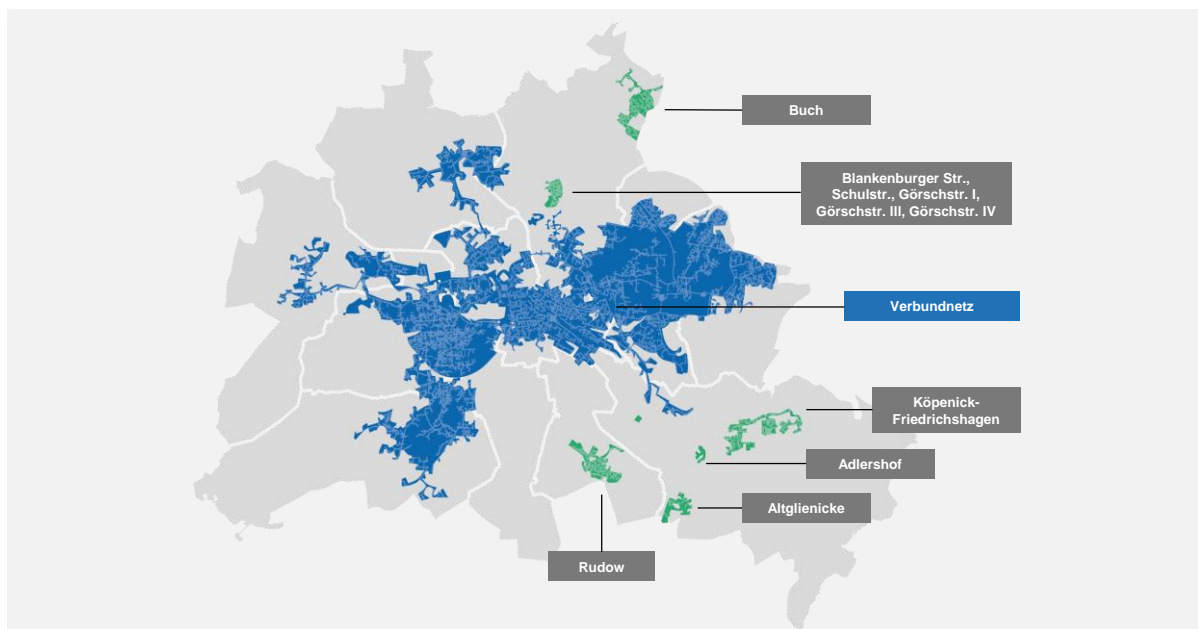 Buch
Blankenburger Str.,
Schulstr., Görschstr. I,
Görschstr. III, Görschstr. IV
Verbundnetz
Köpenick-
Friedrichshagen
Adlershof
Altglienicke
Rudow